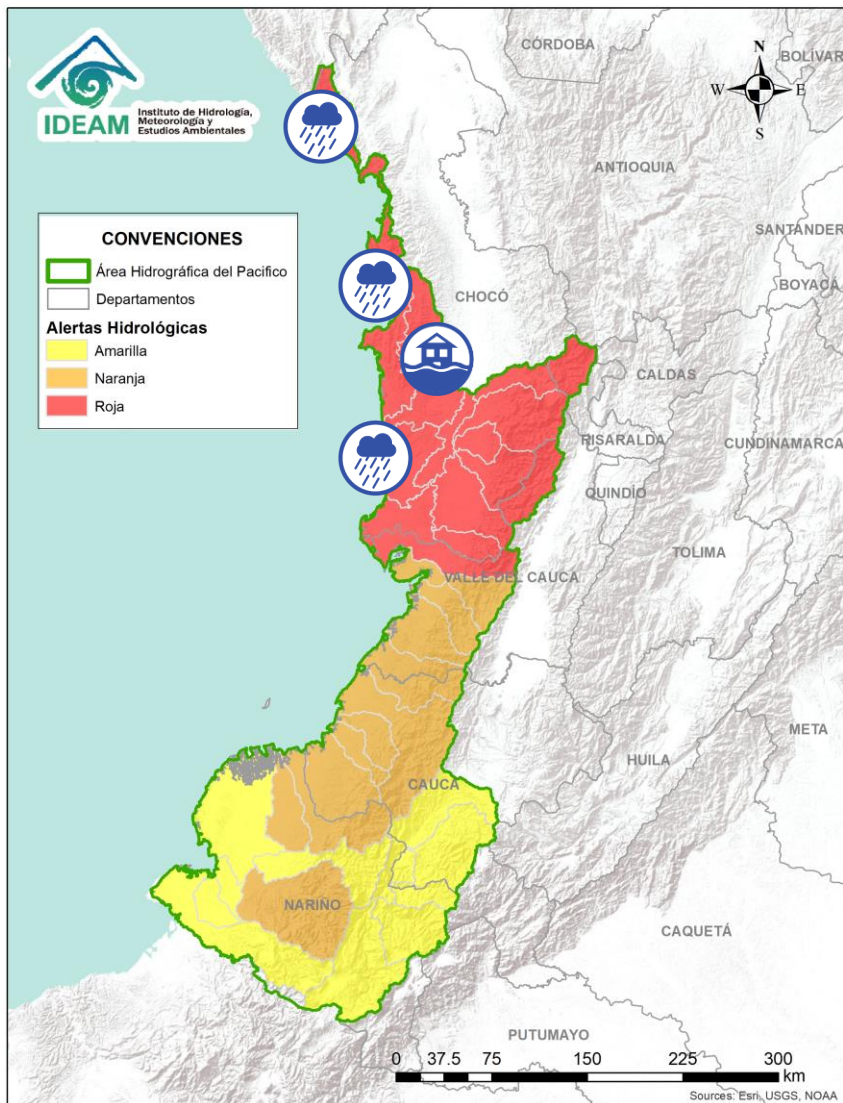 CÓRDOBA
BOLÍVAR
N
W E
S
IDEAM
Instituto de Hidrología,
Meteorología y
Estudios Ambientales
ANTIOQUIA
SANTANDER
CONVENCIONES
Área Hidrográfica del Pacifico
Departamentos
Alertas Hidrológicas
Amarilla
Naranja
Roja
BOYACÁ
CHOCÓ
CALDAS
RISARALDA
CUNDINAMARCA
QUINDÍO
TOLIMA
VALLE DEL CAUCA
META
HUILA
CAUCA
NARIÑO
CAQUETÁ
PUTUMAYO
0 37.5 75 150 225 300
km
Sources: Esri, USGS, NOAA